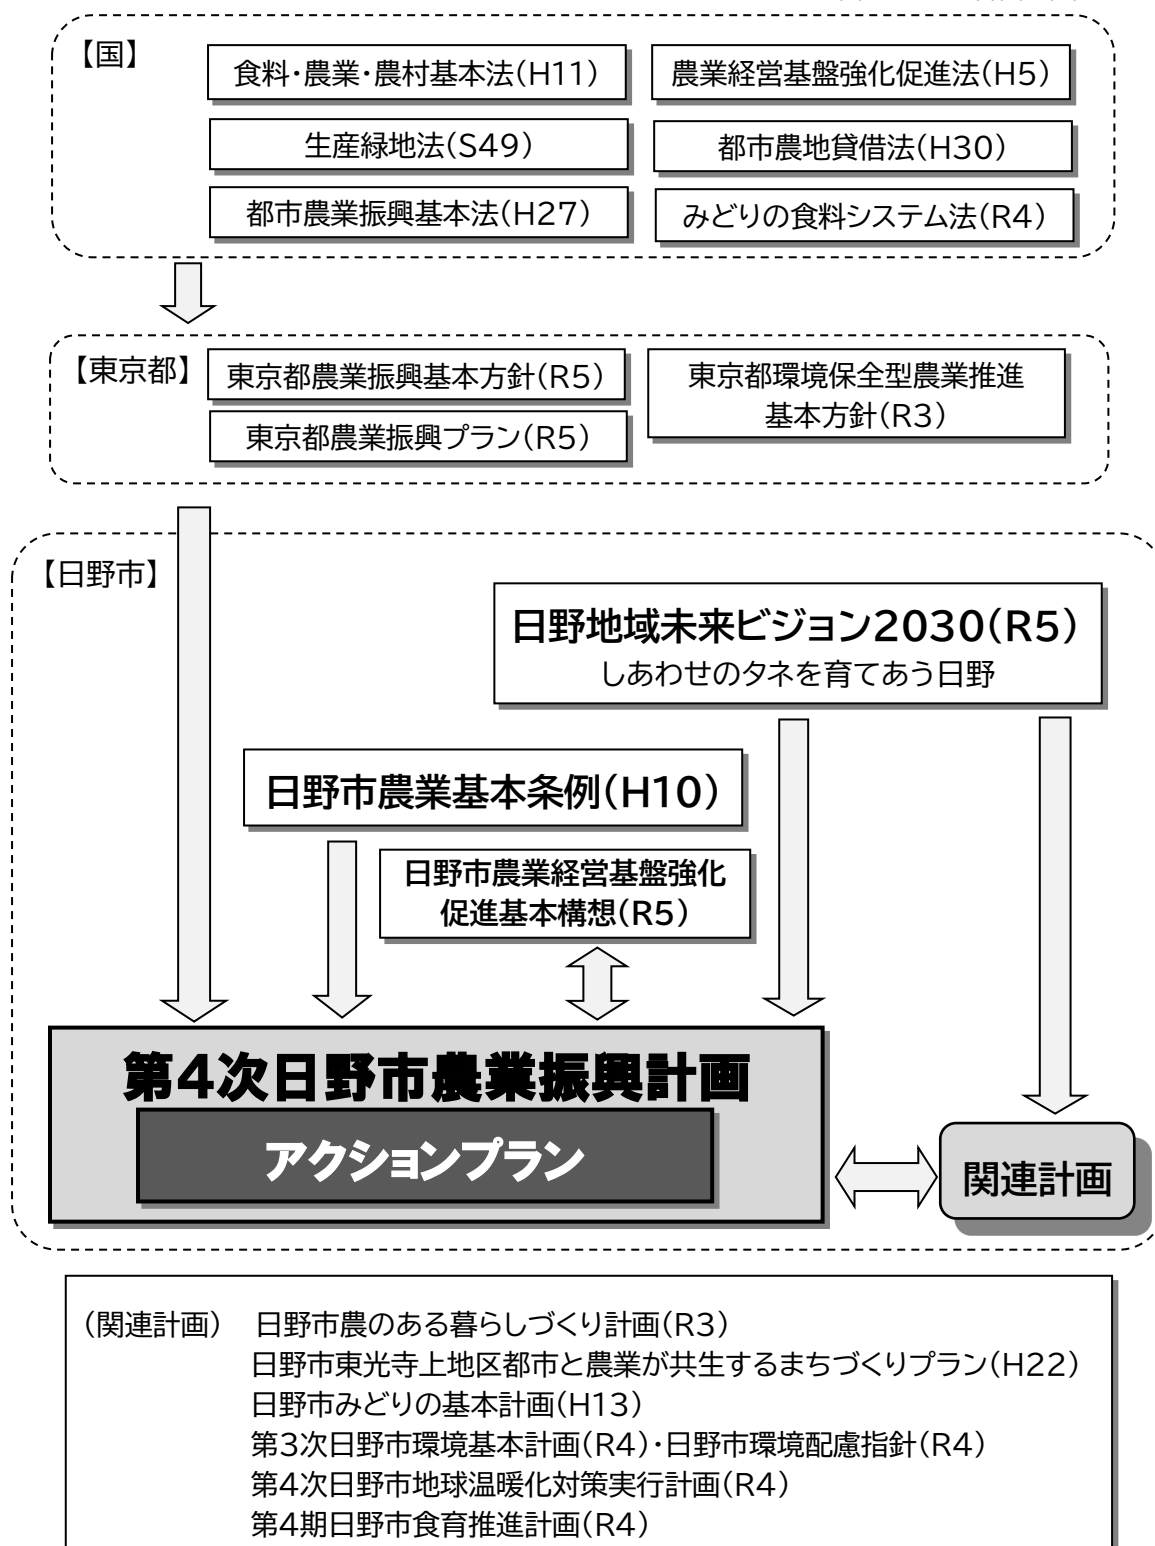 【国】
食料・農業・農村基本法(H11)
農業経営基盤強化促進法(H5)
生産緑地法(S49)
都市農地貸借法(H30)
都市農業振興基本法(H27)
みどりの食料システム法(R4)
【東京都】
東京都農業振興基本方針(R5)
東京都環境保全型農業推進
基本方針(R3)
東京都農業振興プラン(R5)
【日野市】
日野地域未来ビジョン2030(R5)
しあわせのタネを育てあう日野
日野市農業基本条例(H10)
日野市農業経営基盤強化
促進基本構想(R5)
第4次日野市農業振興計画
アクションプラン
関連計画
(関連計画) 日野市農のある暮らしづくり計画(R3)
日野市東光寺上地区都市と農業が共生するまちづくりプラン(H22)
日野市みどりの基本計画(H13)
第3次日野市環境基本計画(R4)・日野市環境配慮指針(R4)
第4次日野市地球温暖化対策実行計画(R4)
第4期日野市食育推進計画(R4)